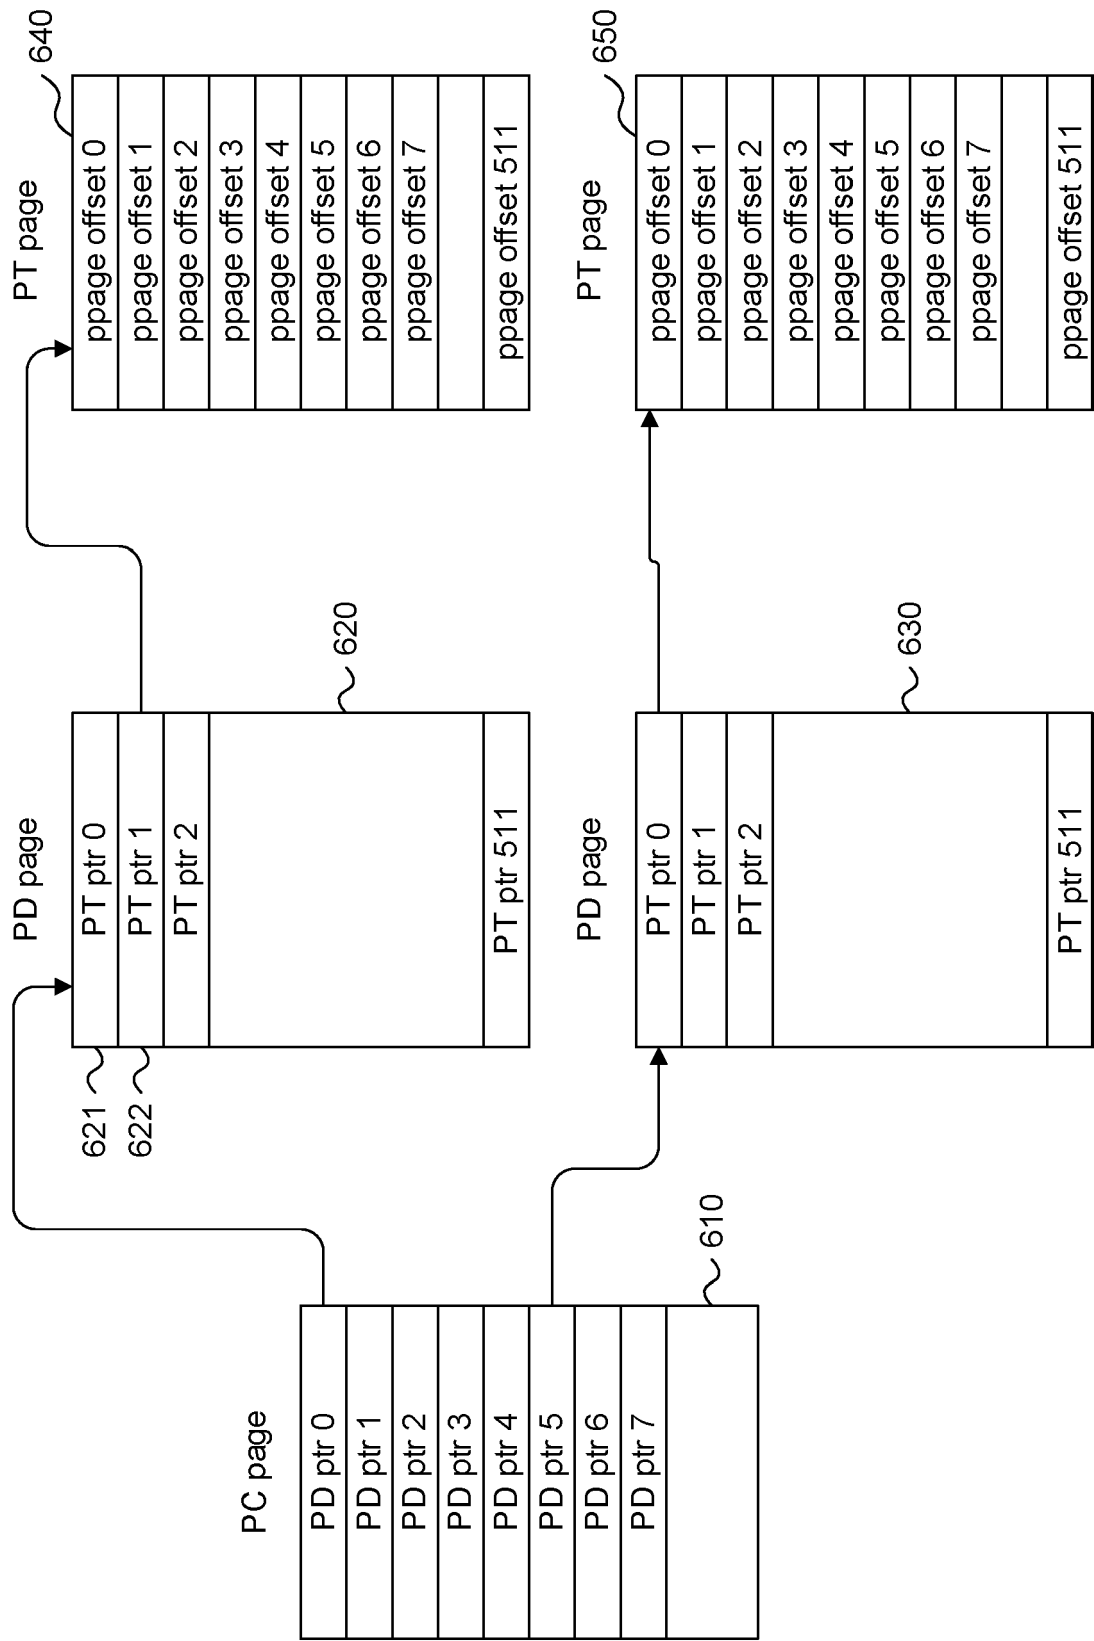 PC page
PD ptr 0
PD ptr 1
PD ptr 2
PD ptr 3
PD ptr 4
PD ptr 5
PD ptr 6
PD ptr 7
610
PD page
PT ptr 0
PT ptr 1
PT ptr 2
PT ptr 511
621
622
620
PD page
PT ptr 0
PT ptr 1
PT ptr 2
PT ptr 511
630
PT page
640
ppage offset 0
ppage offset 1
ppage offset 2
ppage offset 3
ppage offset 4
ppage offset 5
ppage offset 6
ppage offset 7
ppage offset 511
PT page
650
ppage offset 0
ppage offset 1
ppage offset 2
ppage offset 3
ppage offset 4
ppage offset 5
ppage offset 6
ppage offset 7
ppage offset 511